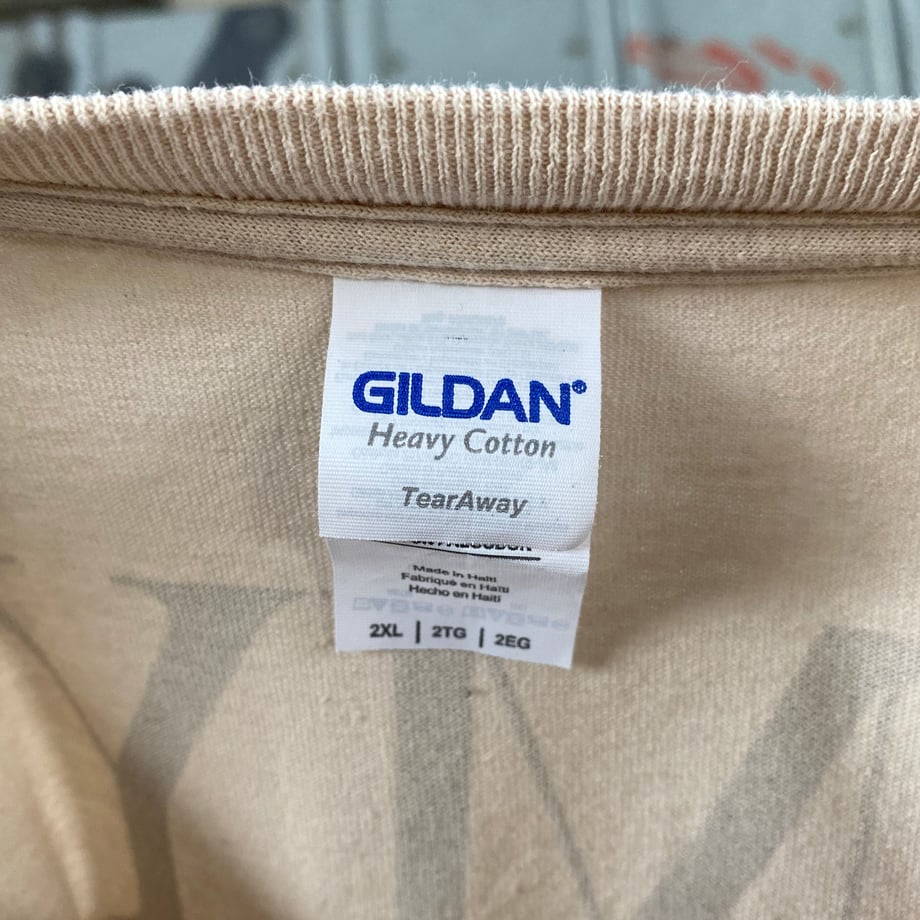 GILDAN®
Heavy Cotton
TearAway
Made in Haiti
Fabriqué en Haïti
Hecho en Haití
2XL | 2TG | 2EG